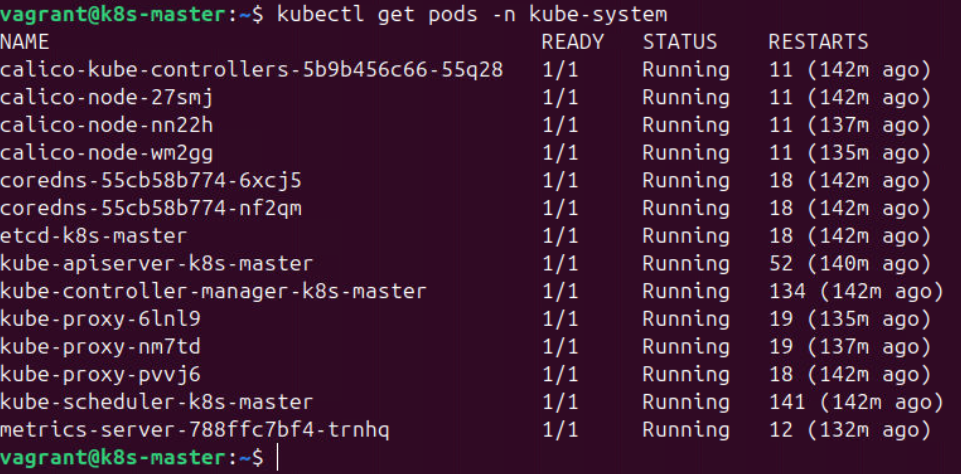 vagrant@k8s-master:~$ kubectl get pods -n kube-system
NAME READY STATUS RESTARTS
calico-kube-controllers-5b9b456c66-55q28 1/1 Running 11 (142m ago)
calico-node-27smj 1/1 Running 11 (142m ago)
calico-node-nn22h 1/1 Running 11 (137m ago)
calico-node-wm2gg 1/1 Running 11 (135m ago)
coredns-55cb58b774-6xcj5 1/1 Running 18 (142m ago)
coredns-55cb58b774-nf2qm 1/1 Running 18 (142m ago)
etcd-k8s-master 1/1 Running 18 (142m ago)
kube-apiserver-k8s-master 1/1 Running 52 (140m ago)
kube-controller-manager-k8s-master 1/1 Running 134 (142m ago)
kube-proxy-6lnl9 1/1 Running 19 (135m ago)
kube-proxy-nm7td 1/1 Running 19 (137m ago)
kube-proxy-pvvj6 1/1 Running 18 (142m ago)
kube-scheduler-k8s-master 1/1 Running 141 (142m ago)
metrics-server-788ffc7bf4-trnhq 1/1 Running 12 (132m ago)
vagrant@k8s-master:~$